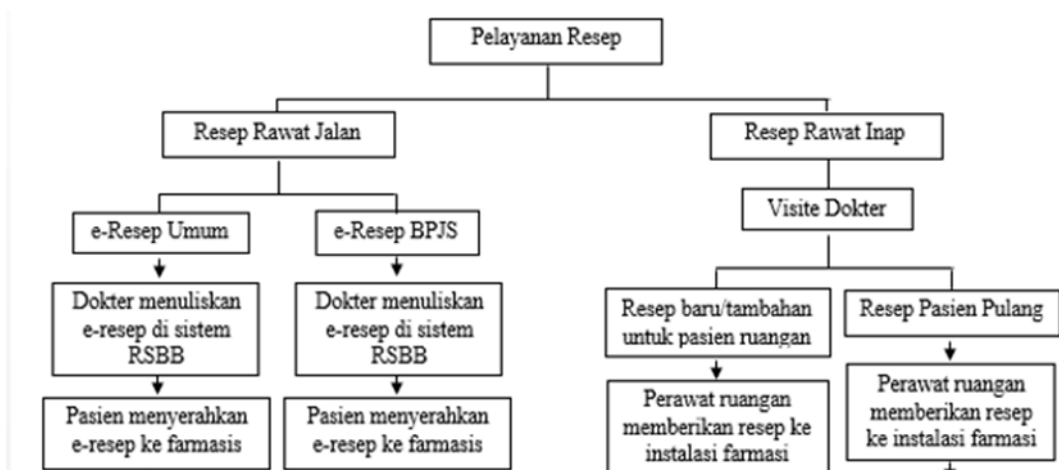 Pelayanan Resep
Resep Rawat Jalan
Resep Rawat Inap
Visite Dokter
e-Resep Umum
e-Resep BPJS
Dokter menuliskan
e-resep di sistem
RSBB
Dokter menuliskan
e-resep di sistem
RSBB
Resep baru/tambahan
untuk pasien ruangan
Resep Pasien Pulang
Pasien menyerahkan
e-resep ke farmasis
Pasien menyerahkan
e-resep ke farmasis
Perawat ruangan
memberikan resep ke
instalasi farmasi
Perawat ruangan
memberikan resep
ke instalasi farmasi